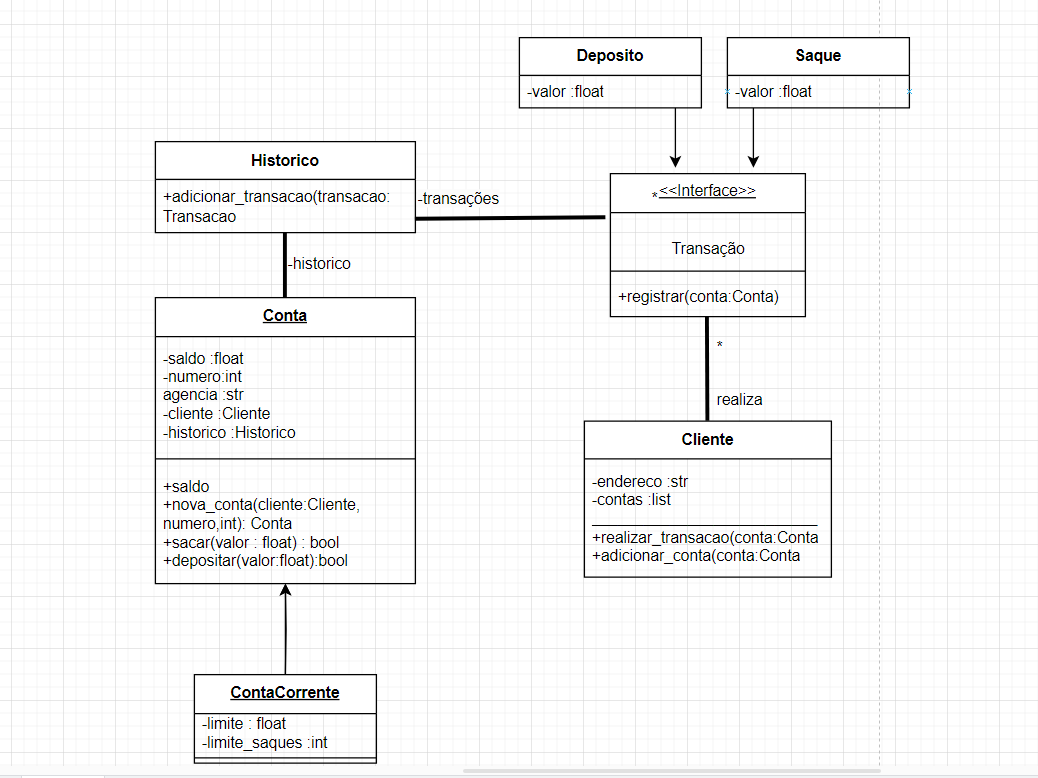 Deposito
-valor :float
Saque
-valor :float
Historico
+adicionar_transacao(transacao:
Transacao
-transações
*<<Interface>>
Transação
+registrar(conta:Conta)
-historico
Conta
-saldo :float
-numero:int
agencia :str
-cliente :Cliente
-historico :Historico
+saldo
+nova_conta(cliente:Cliente,
numero,int): Conta
+sacar(valor : float) : bool
+depositar(valor:float):bool
*
realiza
Cliente
-endereco :str
-contas :list
+realizar_transacao(conta:Conta
+adicionar_conta(conta:Conta
ContaCorrente
-limite : float
-limite_saques :int